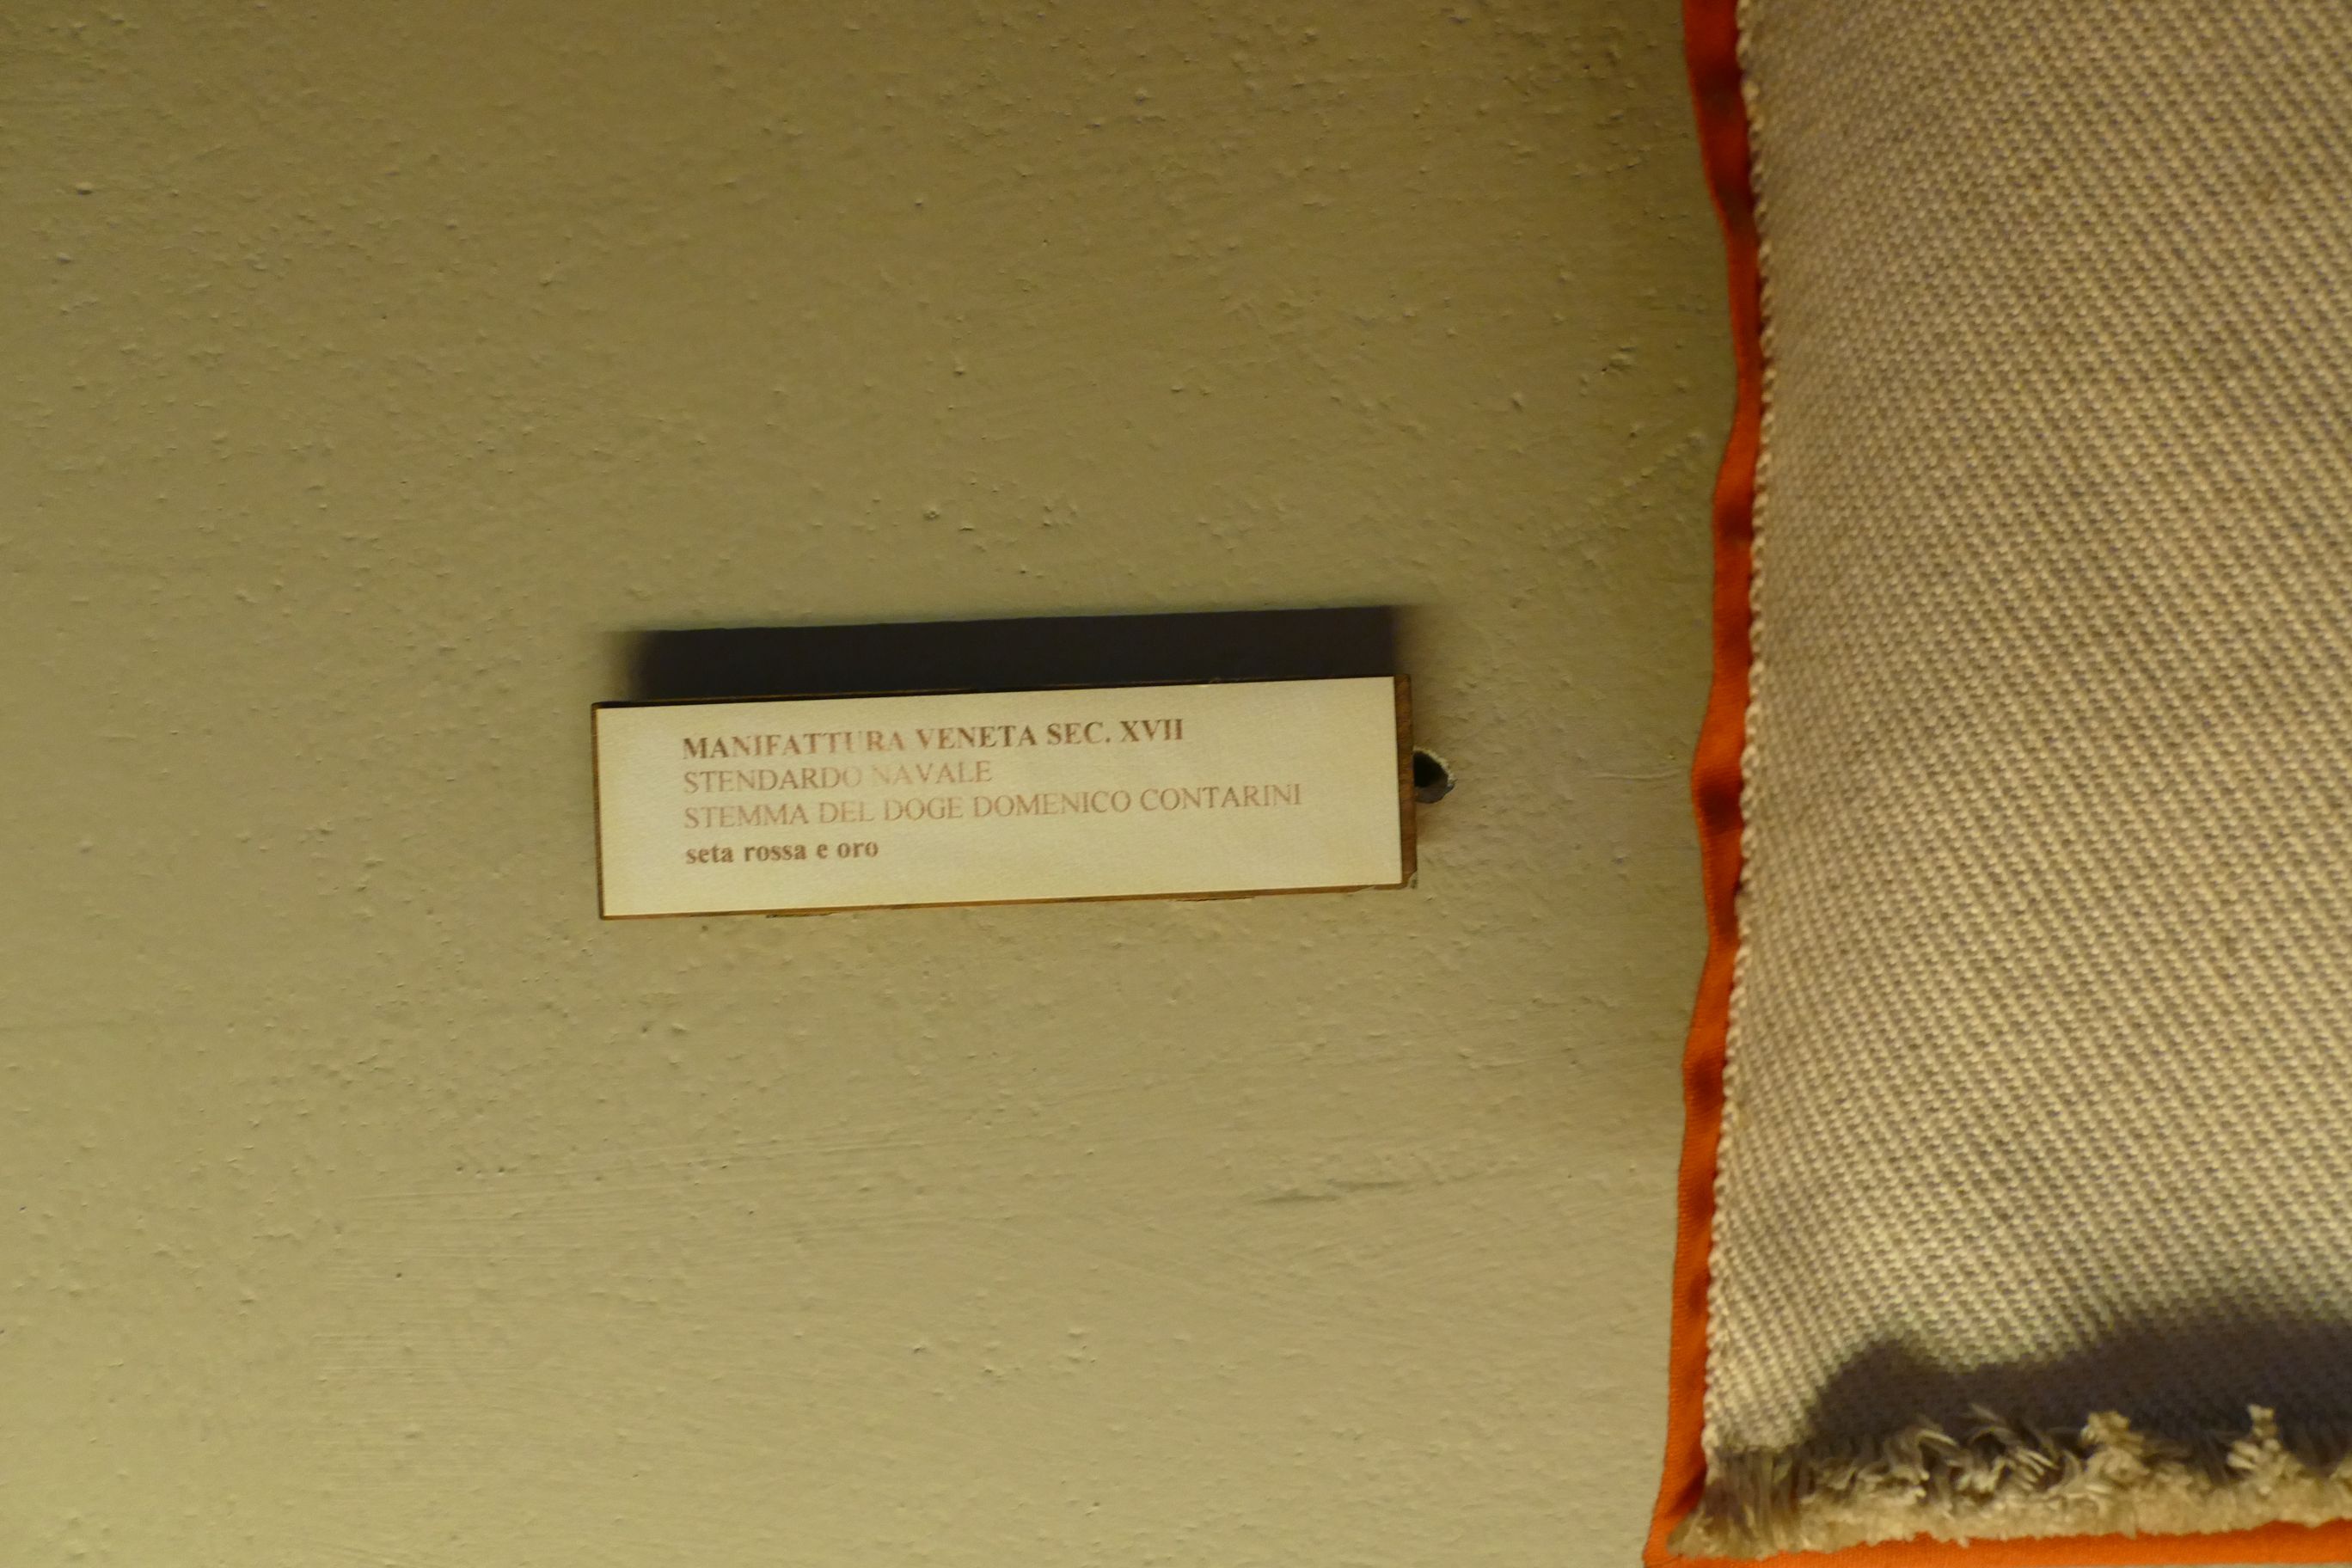 MANIFATTURA VENETA SEC. XVII
STENDARDO NAVALE
STEMMA DEL DOGE DOMENICO CONTARINI
seta rossa e oro